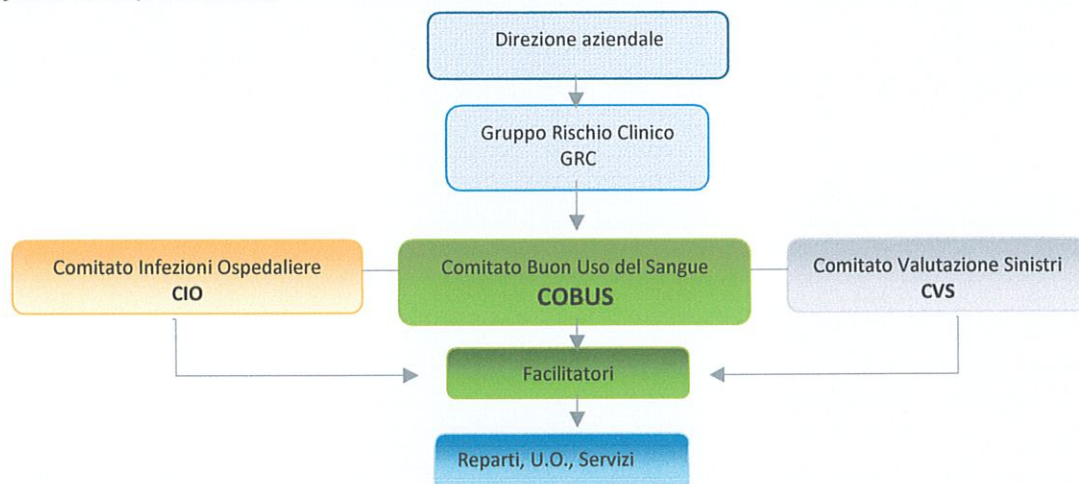 Direzione aziendale
Gruppo Rischio Clinico
GRC
Comitato Infezioni Ospedaliere
CIO
Comitato Buon Uso del Sangue
COBUS
Comitato Valutazione Sinistri
CVS
Facilitatori
Reparti, U.O., Servizi